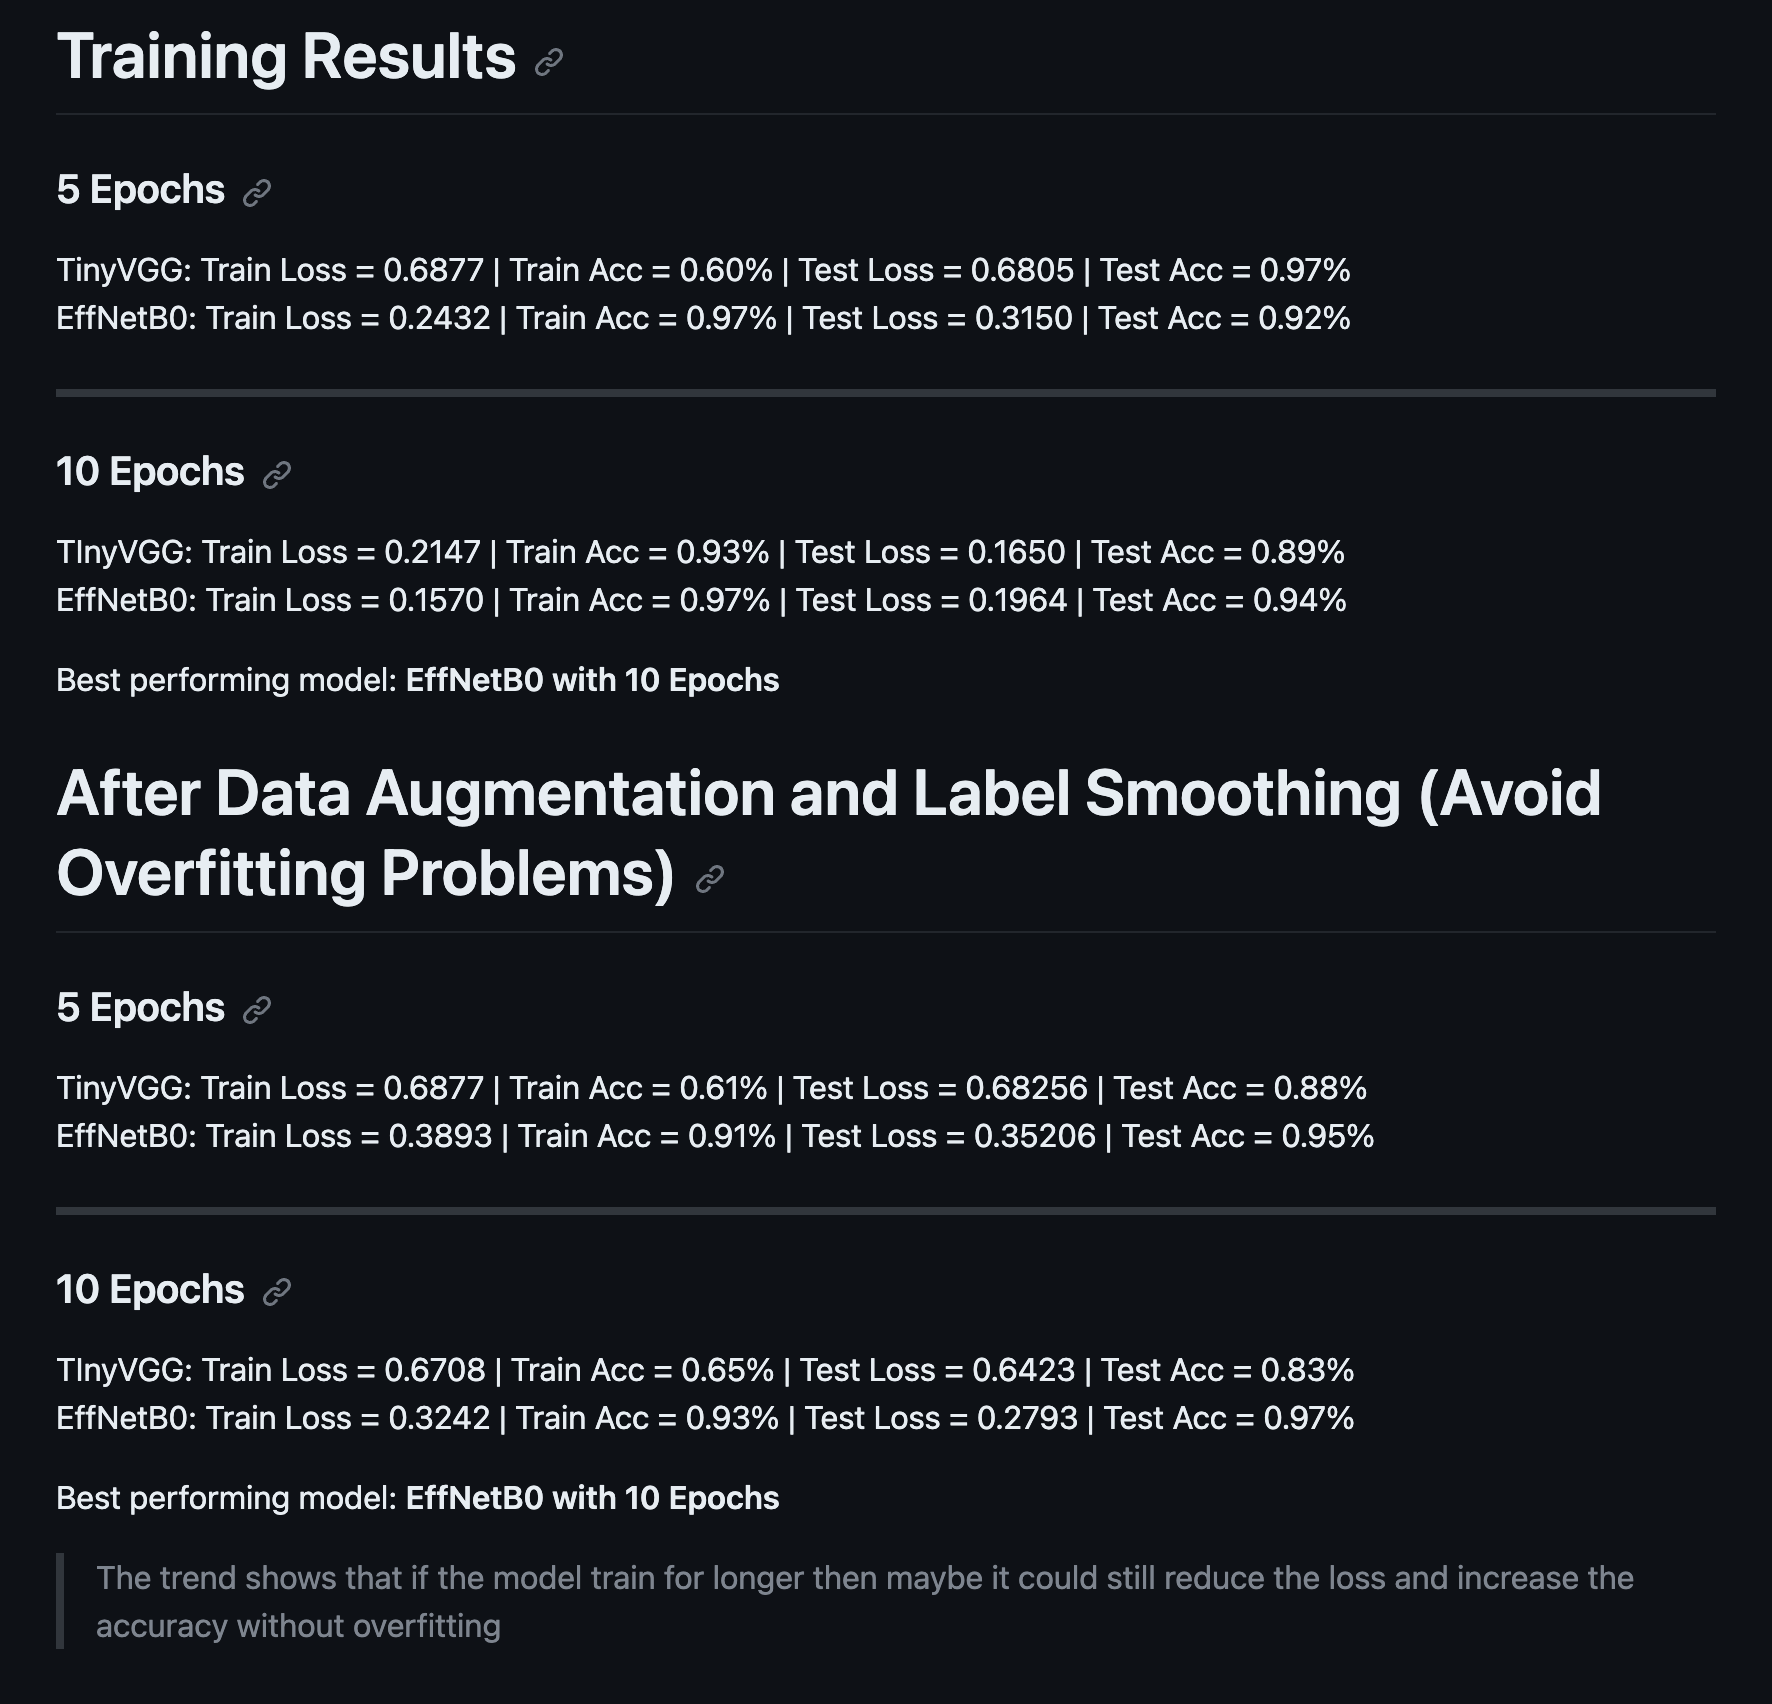 Training Results
5 Epochs
TinyVGG: Train Loss = 0.6877 | Train Acc = 0.60% | Test Loss = 0.6805 | Test Acc = 0.97%
EffNetB0: Train Loss = 0.2432 | Train Acc = 0.97% | Test Loss = 0.3150 | Test Acc = 0.92%
10 Epochs
TInyVGG: Train Loss = 0.2147 | Train Acc = 0.93% | Test Loss = 0.1650 | Test Acc = 0.89%
EffNetB0: Train Loss = 0.1570 | Train Acc = 0.97% | Test Loss = 0.1964 | Test Acc = 0.94%
Best performing model: EffNetB0 with 10 Epochs
After Data Augmentation and Label Smoothing (Avoid
Overfitting Problems)
5 Epochs
TinyVGG: Train Loss = 0.6877 | Train Acc = 0.61% | Test Loss = 0.68256 | Test Acc = 0.88%
EffNetB0: Train Loss = 0.3893 | Train Acc = 0.91% | Test Loss = 0.35206 | Test Acc = 0.95%
10 Epochs
TInyVGG: Train Loss = 0.6708 | Train Acc = 0.65% | Test Loss = 0.6423 | Test Acc = 0.83%
EffNetB0: Train Loss = 0.3242 | Train Acc = 0.93% | Test Loss = 0.2793 | Test Acc = 0.97%
Best performing model: EffNetB0 with 10 Epochs
The trend shows that if the model train for longer then maybe it could still reduce the loss and increase the
accuracy without overfitting